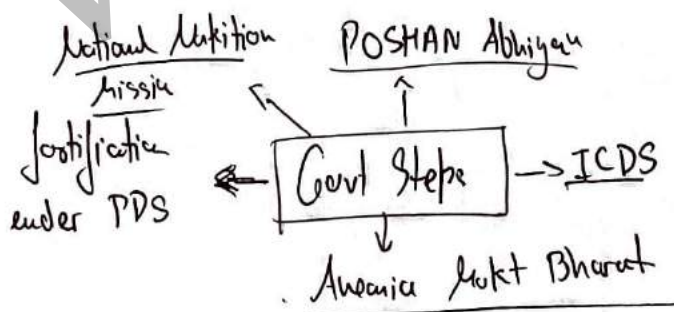 National Nutrition Mission
POSHAN Abhiyan
fortification
under PDS
Govt Steps
ICDS
Anemia Mukt Bharat